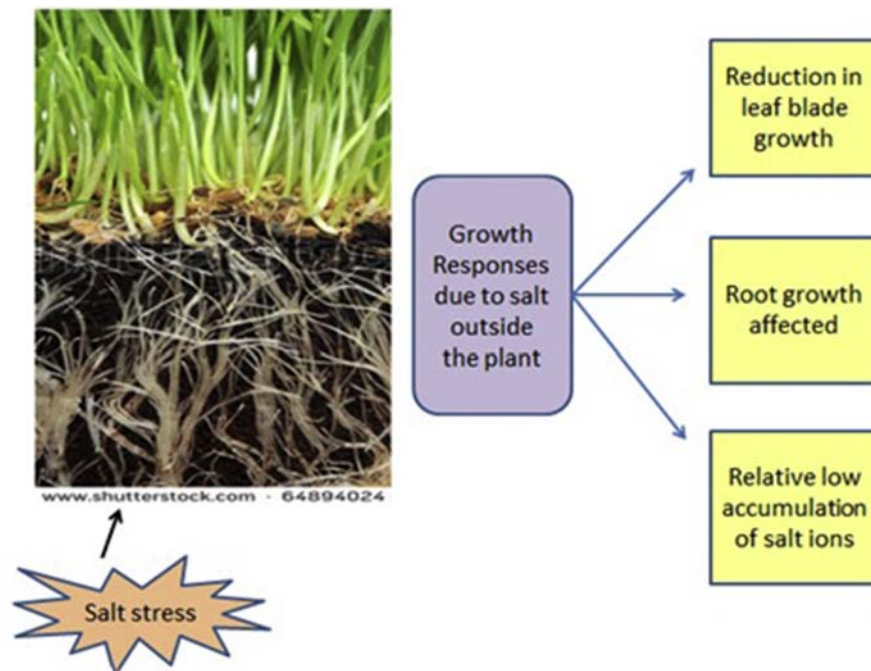 www.shutterstock.com · 64894024
Salt stress
Growth
Responses
due to salt
outside
the plant
Reduction in
leaf blade
growth
Root growth
affected
Relative low
accumulation
of salt ions